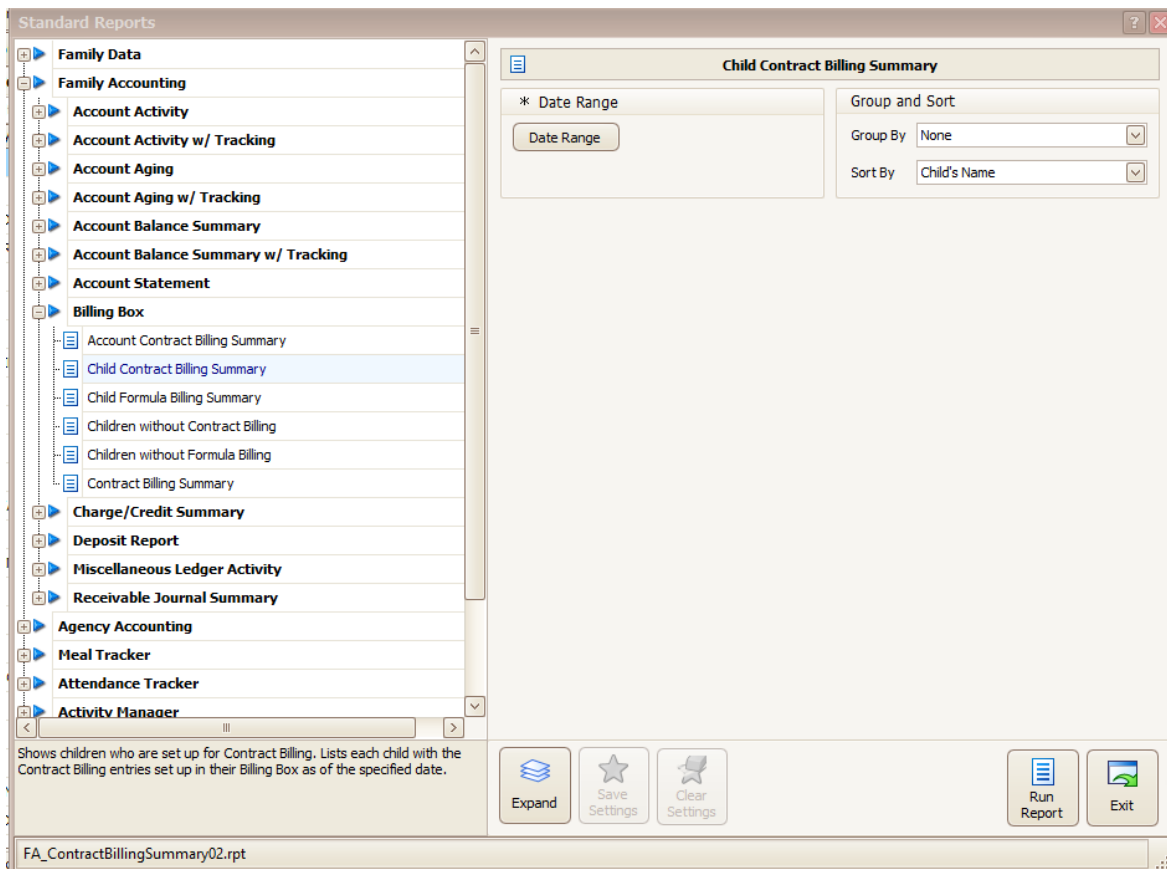 Standard Reports
?
Family Data
Family Accounting
Account Activity
Account Activity w/ Tracking
Account Aging
Account Aging w/ Tracking
Account Balance Summary
Account Balance Summary w/ Tracking
Account Statement
Billing Box
Account Contract Billing Summary
Child Contract Billing Summary
Child Formula Billing Summary
Children without Contract Billing
Children without Formula Billing
Contract Billing Summary
Charge/Credit Summary
Deposit Report
Miscellaneous Ledger Activity
Receivable Journal Summary
Agency Accounting
Meal Tracker
Attendance Tracker
Activity Manager
Shows children who are set up for Contract Billing. Lists each child with the
Contract Billing entries set up in their Billing Box as of the specified date.
Child Contract Billing Summary
* Date Range
Date Range
Group and Sort
Group By None
Sort By Child's Name
Expand
Save
Settings
Clear
Settings
Run
Report
Exit
FA_ContractBillingSummary02.rpt